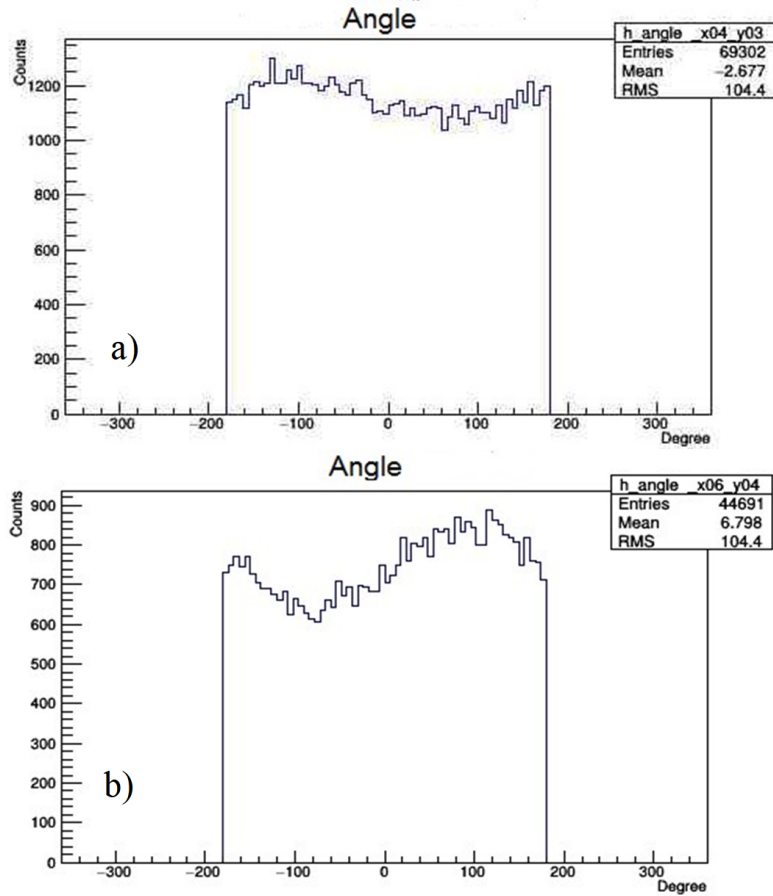 Angle
h_angle _x04_y03
Entries 69302
Mean −2.677
RMS 104.4
Counts
1200
1000
800
600
400
200
0
a)
−300 −200 −100 0 100 200 300
Degree
Angle
h_angle _x06_y04
Entries 44691
Mean 6.798
RMS 104.4
Counts
900
800
700
600
500
400
300
200
100
0
b)
−300 −200 −100 0 100 200 300
Degree